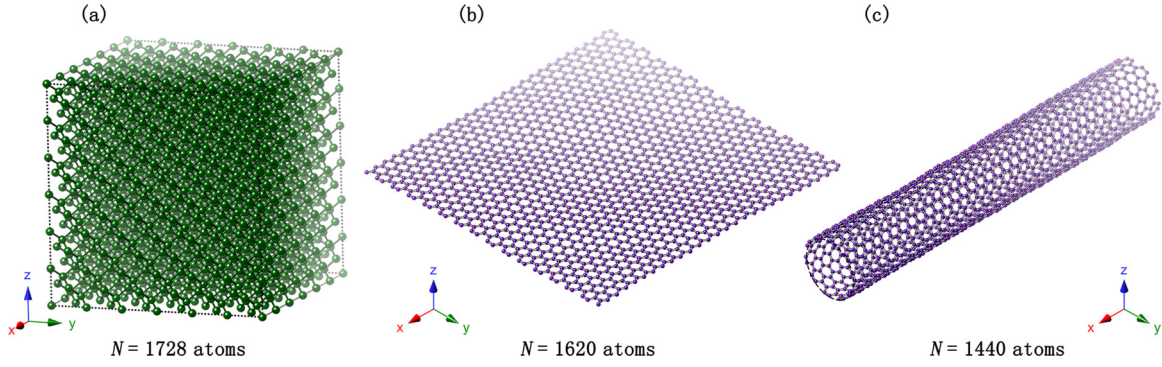 (a)
(b)
(c)
z
x
y
z
x
y
z
x
y
N = 1728 atoms
N = 1620 atoms
N = 1440 atoms